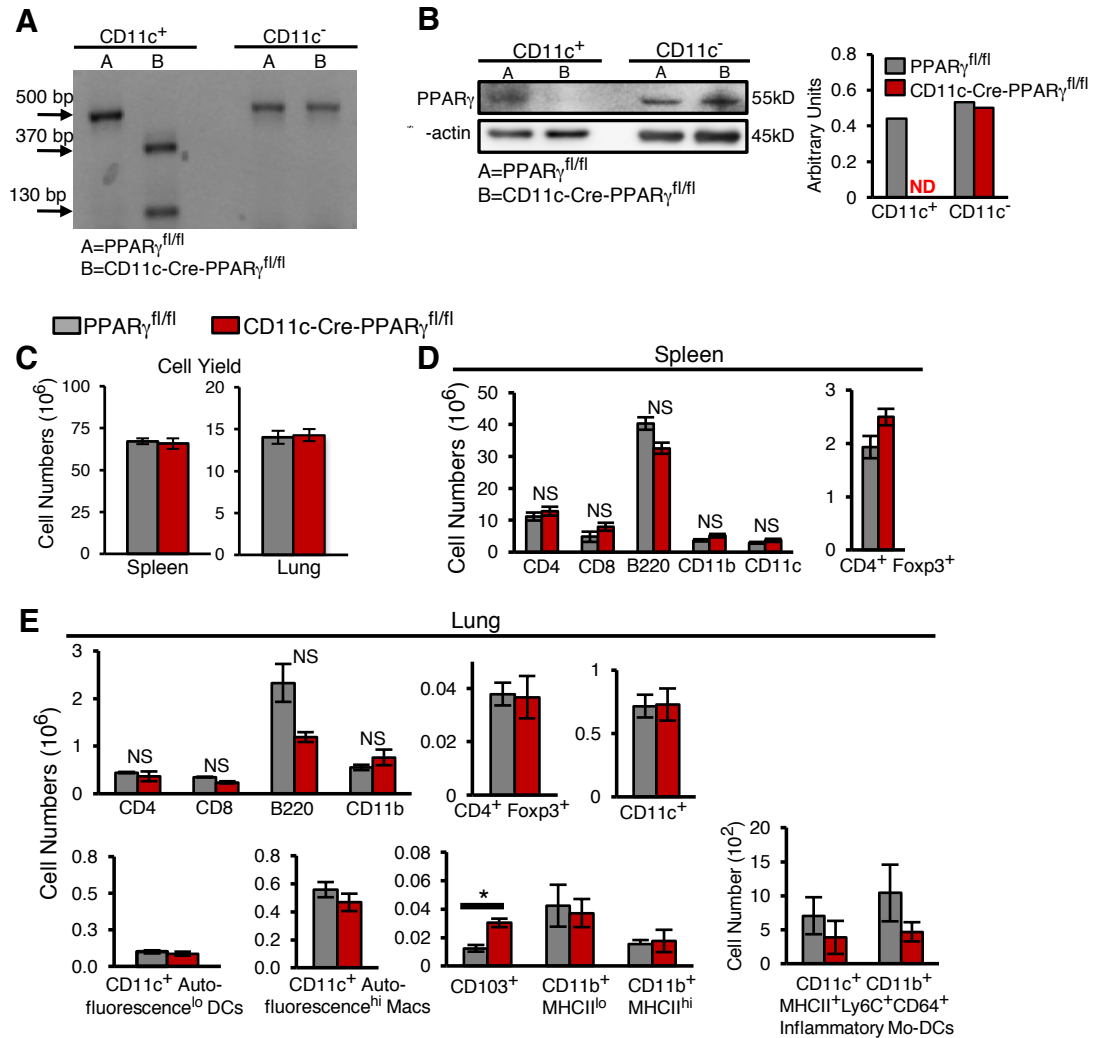 A
CD11c+ CD11c-
A B A B
500 bp
370 bp
130 bp
A=PPARγfl/fl
B=CD11c-Cre-PPARγfl/fl
B
CD11c+ CD11c-
A B A B
PPARγ 55kD
-actin 45kD
A=PPARγfl/fl
B=CD11c-Cre-PPARγfl/fl
Arbitrary Units
0.8
0.6
0.4
0.2
0
PPARγfl/fl
CD11c-Cre-PPARγfl/fl
ND
CD11c+ CD11c-
PPARγfl/fl CD11c-Cre-PPARγfl/fl
C
Cell Yield
Cell Numbers (106)
100
75
50
25
0
Spleen
20
15
10
5
0
Lung
D
Spleen
Cell Numbers (106)
50
40
30
20
10
0
NS NS NS NS NS
CD4 CD8 B220 CD11b CD11c
3
2
1
0
CD4+ Foxp3+
E
Lung
Cell Numbers (106)
3
2
1
0
NS NS NS NS
CD4 CD8 B220 CD11b
0.04
0.02
0
CD4+ Foxp3+
1
0.5
0
CD11c+
0.8
0.5
0.3
0.0
CD11c+ Auto-
fluorescencelo DCs
0.8
0.6
0.4
0.2
0.0
CD11c+ Auto-
fluorescencehi Macs
0.08
0.06
0.04
0.02
0
*
CD103+ CD11b+ CD11b+
MHCIIlo MHCIIhi
Cell Number (102)
20
15
10
5
0
CD11c+ CD11b+
MHCII+Ly6C+CD64+
Inflammatory Mo-DCs